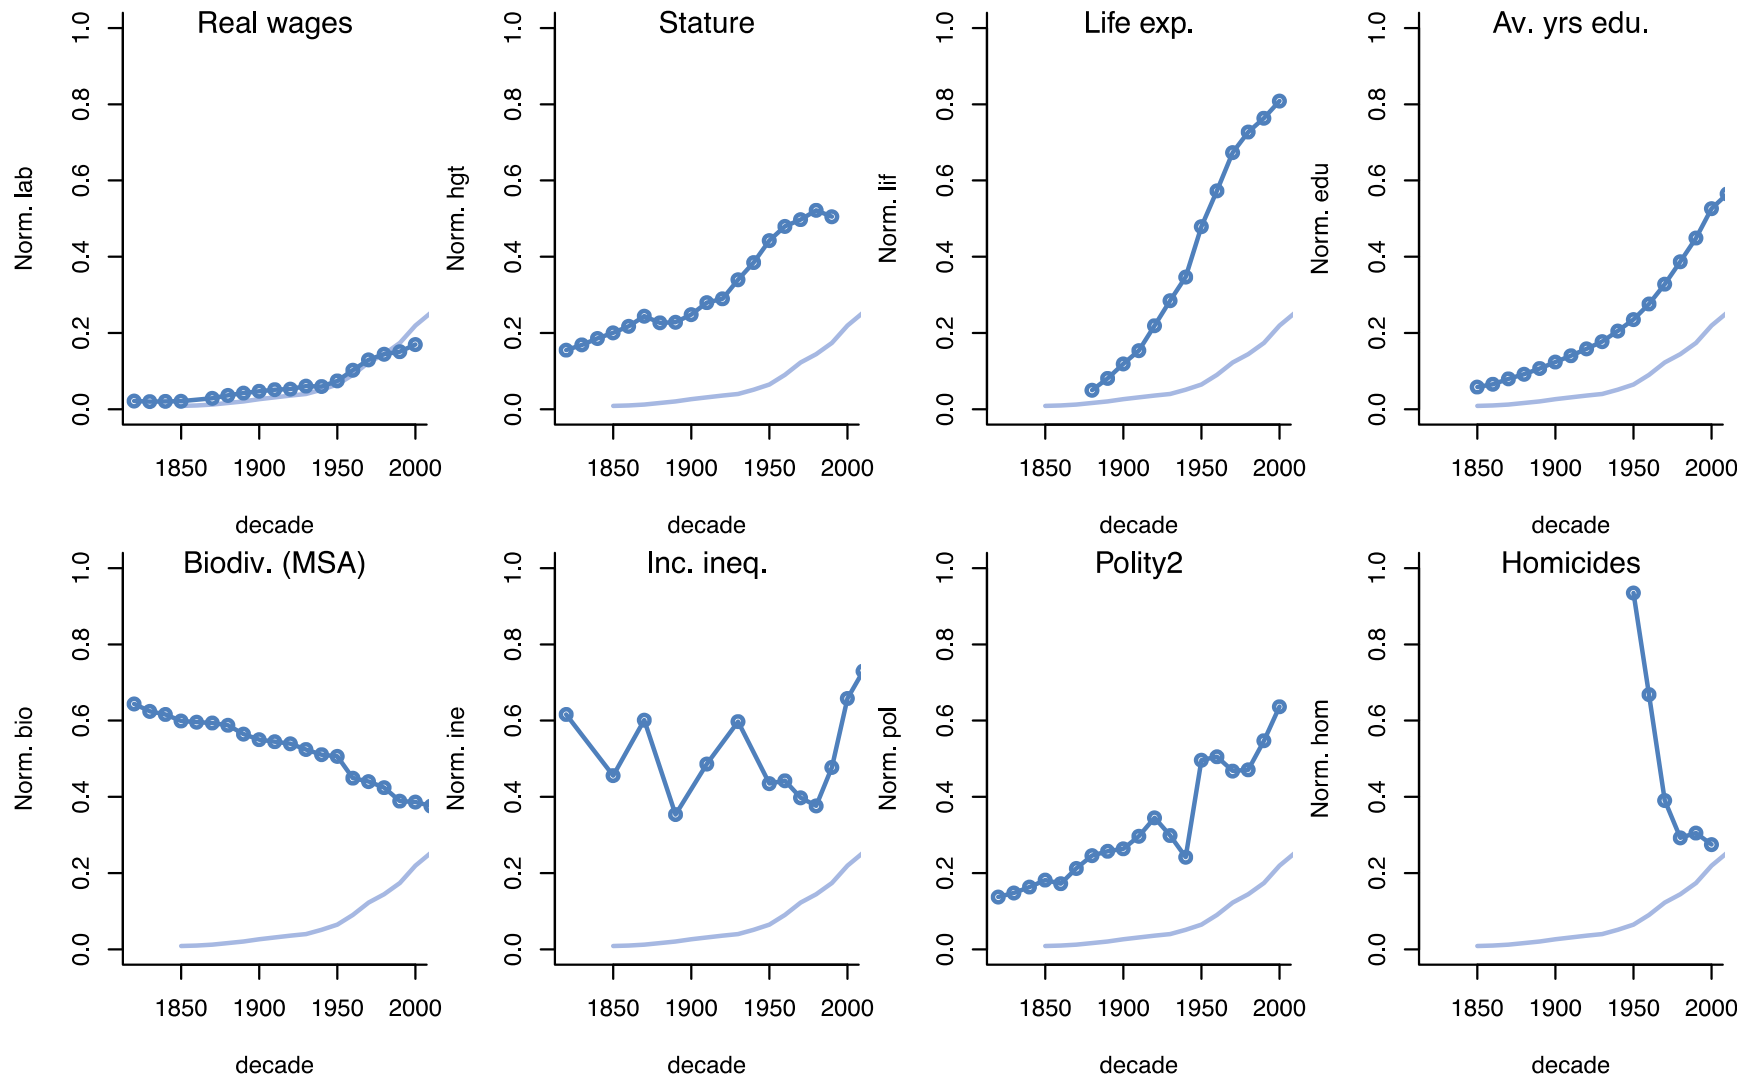 Real wages
Norm. lab
1.0
0.8
0.6
0.4
0.2
0.0
1850 1900 1950 2000
decade
Stature
Norm. hgt
1.0
0.8
0.6
0.4
0.2
0.0
1850 1900 1950 2000
decade
Life exp.
Norm. lif
1.0
0.8
0.6
0.4
0.2
0.0
1850 1900 1950 2000
decade
Av. yrs edu.
Norm. edu
1.0
0.8
0.6
0.4
0.2
0.0
1850 1900 1950 2000
decade
Biodiv. (MSA)
Norm. bio
1.0
0.8
0.6
0.4
0.2
0.0
1850 1900 1950 2000
decade
Inc. ineq.
Norm. ine
1.0
0.8
0.6
0.4
0.2
0.0
1850 1900 1950 2000
decade
Polity2
Norm. pol
1.0
0.8
0.6
0.4
0.2
0.0
1850 1900 1950 2000
decade
Homicides
Norm. hom
1.0
0.8
0.6
0.4
0.2
0.0
1850 1900 1950 2000
decade